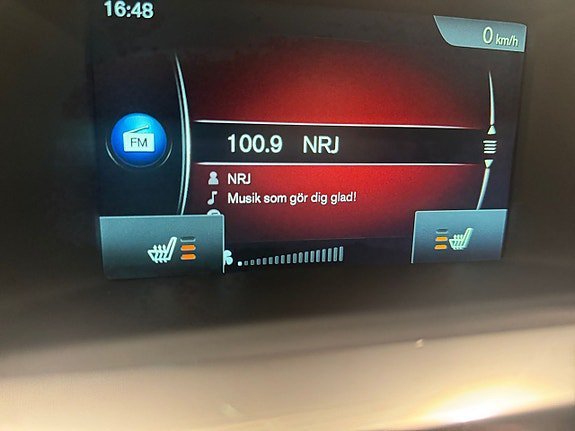 16:48
0 km/h
FM
100.9 NRJ
NRJ
Musik som gör dig glad!